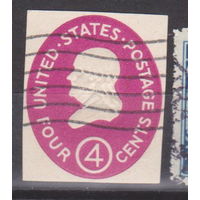 UNITED · STATES · POSTAGE
FOUR 4 CENTS